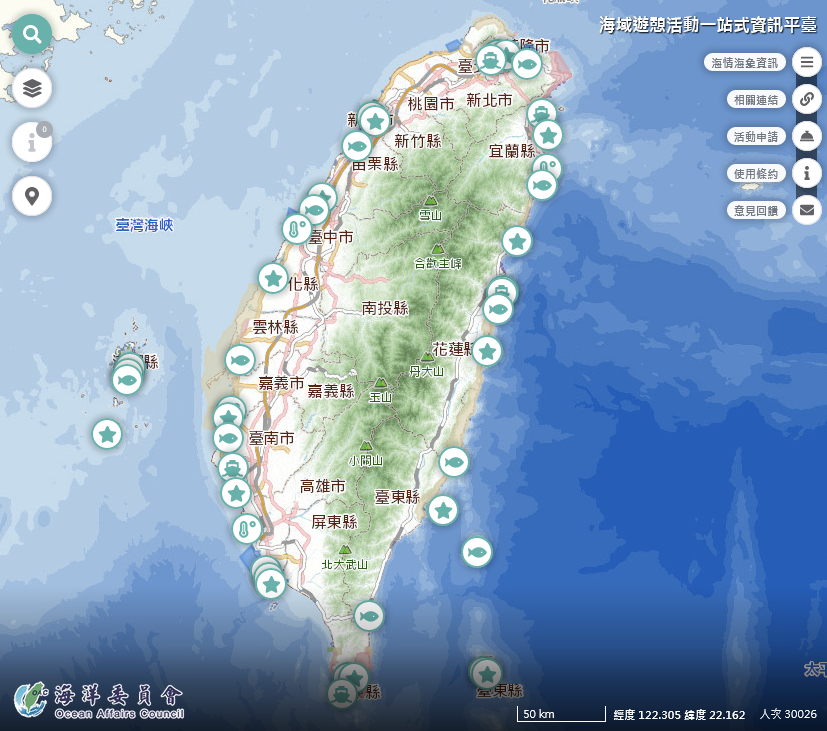 海域遊憩活動一站式資訊平臺
海情海象資訊
相關連結
活動申請
使用條約
意見回饋
0
臺灣海峽
桃園市
新北市
新竹縣
宜蘭縣
苗栗縣
雪山
臺中市
合歡主峰
化縣
南投縣
雲林縣
花蓮縣
丹大山
縣
嘉義市
嘉義縣
玉山
臺南市
小關山
高雄市
臺東縣
屏東縣
北大武山
臺東縣
縣
太平
海洋委員會
Ocean Affairs Council
OAC
50 km
經度 122.305 緯度 22.162
人次 30026